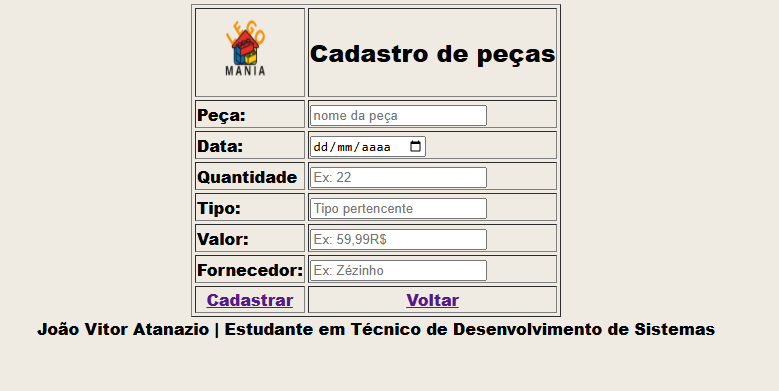 LEGO
MANIA
Cadastro de peças
Peça: nome da peça
Data: dd/mm/aaaa
Quantidade Ex: 22
Tipo: Tipo pertencente
Valor: Ex: 59,99R$
Fornecedor: Ex: Zézinho
Cadastrar Voltar
João Vitor Atanazio | Estudante em Técnico de Desenvolvimento de Sistemas